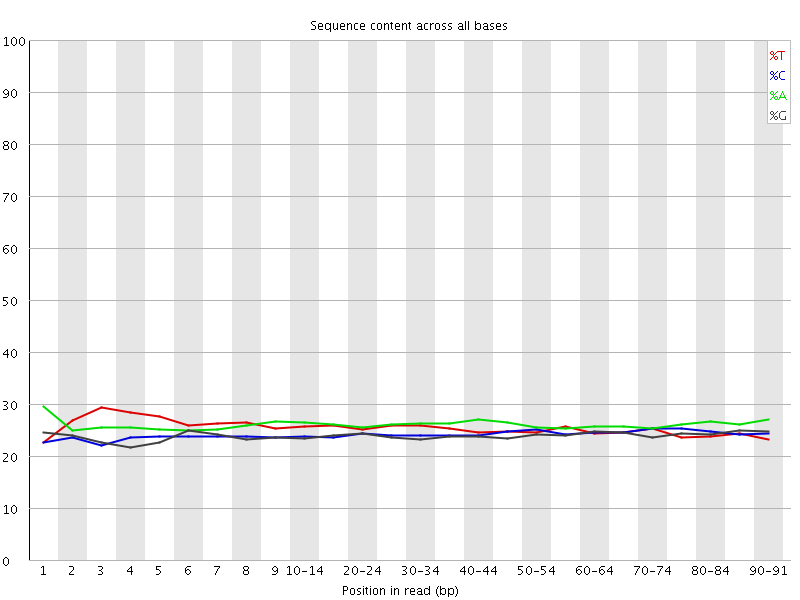 Sequence content across all bases
100
90
80
70
60
50
40
30
20
10
0
%T
%C
%A
%G
1 2 3 4 5 6 7 8 9 10-14 20-24 30-34 40-44 50-54 60-64 70-74 80-84 90-91
Position in read (bp)